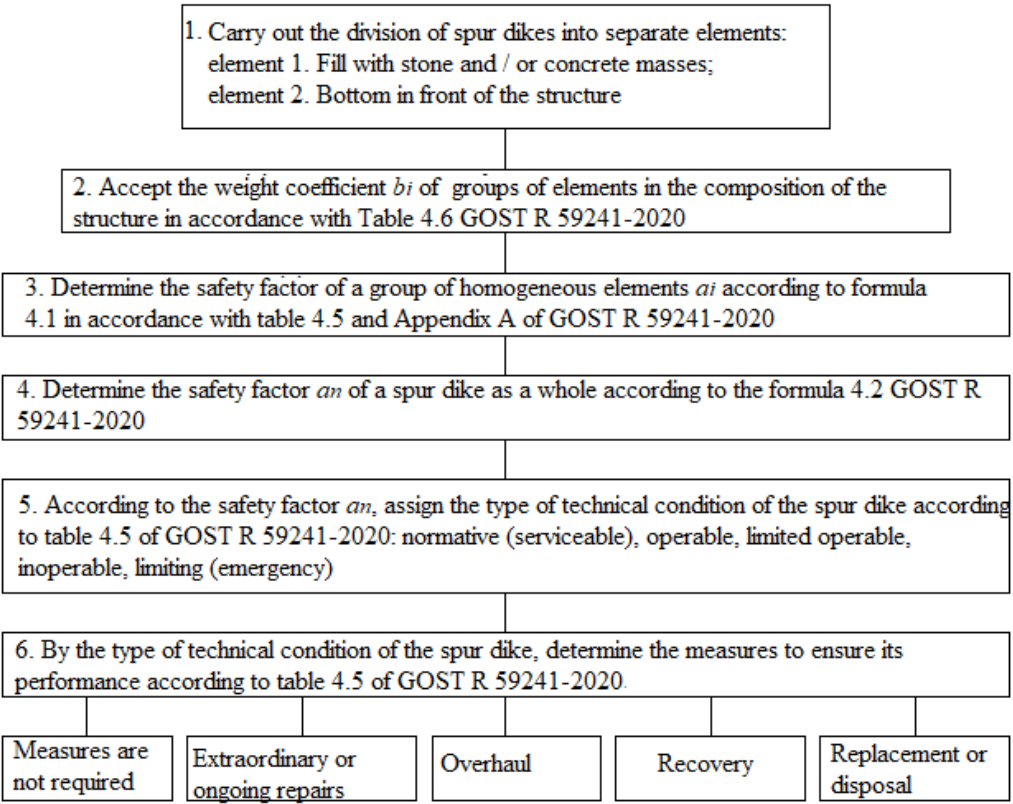 1. Carry out the division of spur dikes into separate elements:
element 1. Fill with stone and / or concrete masses;
element 2. Bottom in front of the structure
2. Accept the weight coefficient bi of groups of elements in the composition of the
structure in accordance with Table 4.6 GOST R 59241-2020
3. Determine the safety factor of a group of homogeneous elements ai according to formula
4.1 in accordance with table 4.5 and Appendix A of GOST R 59241-2020
4. Determine the safety factor an of a spur dike as a whole according to the formula 4.2 GOST R
59241-2020
5. According to the safety factor an, assign the type of technical condition of the spur dike according
to table 4.5 of GOST R 59241-2020: normative (serviceable), operable, limited operable,
inoperable, limiting (emergency)
6. By the type of technical condition of the spur dike, determine the measures to ensure its
performance according to table 4.5 of GOST R 59241-2020.
Measures are
not required
Extraordinary or
ongoing repairs
Overhaul
Recovery
Replacement or
disposal